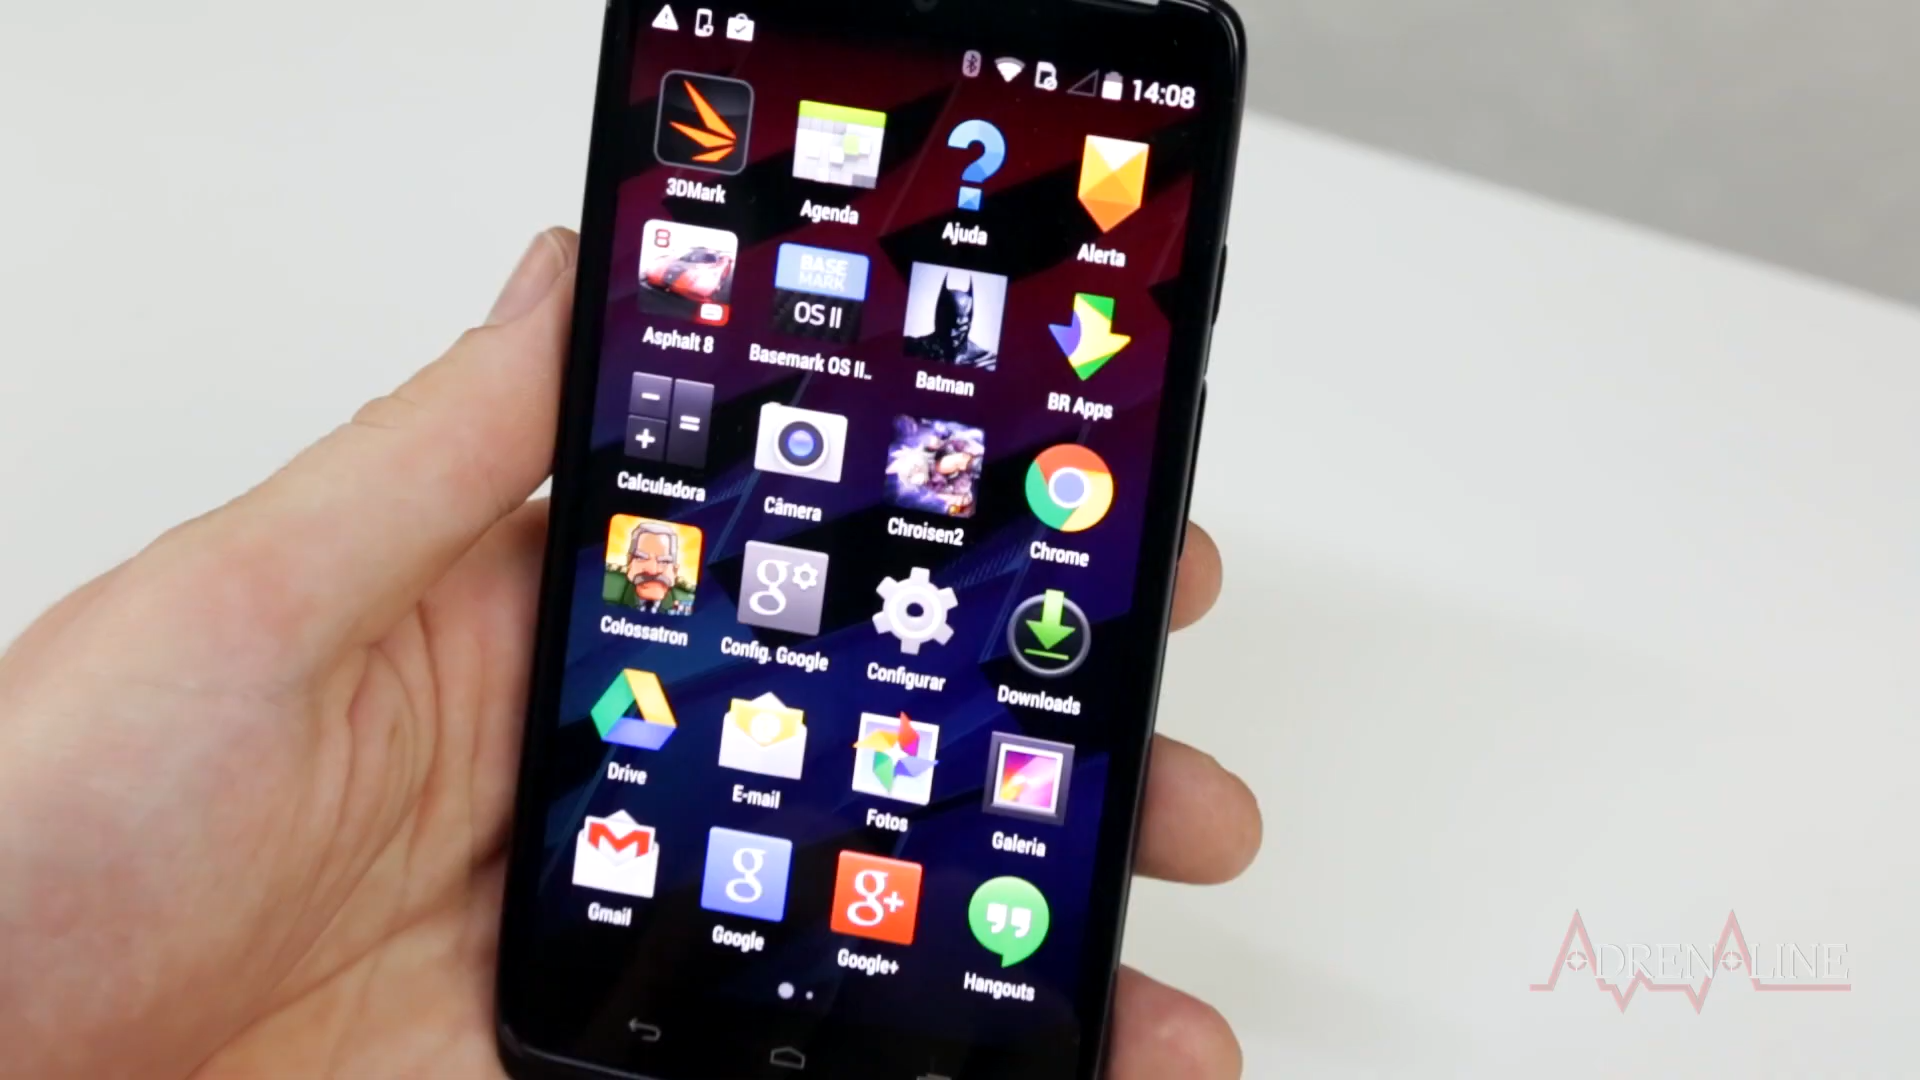 14:08
3DMark
Agenda
Ajuda
Alerta
8
BASE
MARK
OS II
Asphalt 8
Basemark OS II...
Batman
BR Apps
Calculadora
Câmera
Chroisen2
Chrome
g
Colossatron
Config. Google
Configurar
Downloads
Drive
E-mail
Fotos
Galeria
M
g
g+
Gmail
Google
Google+
Hangouts
ADRENALINE